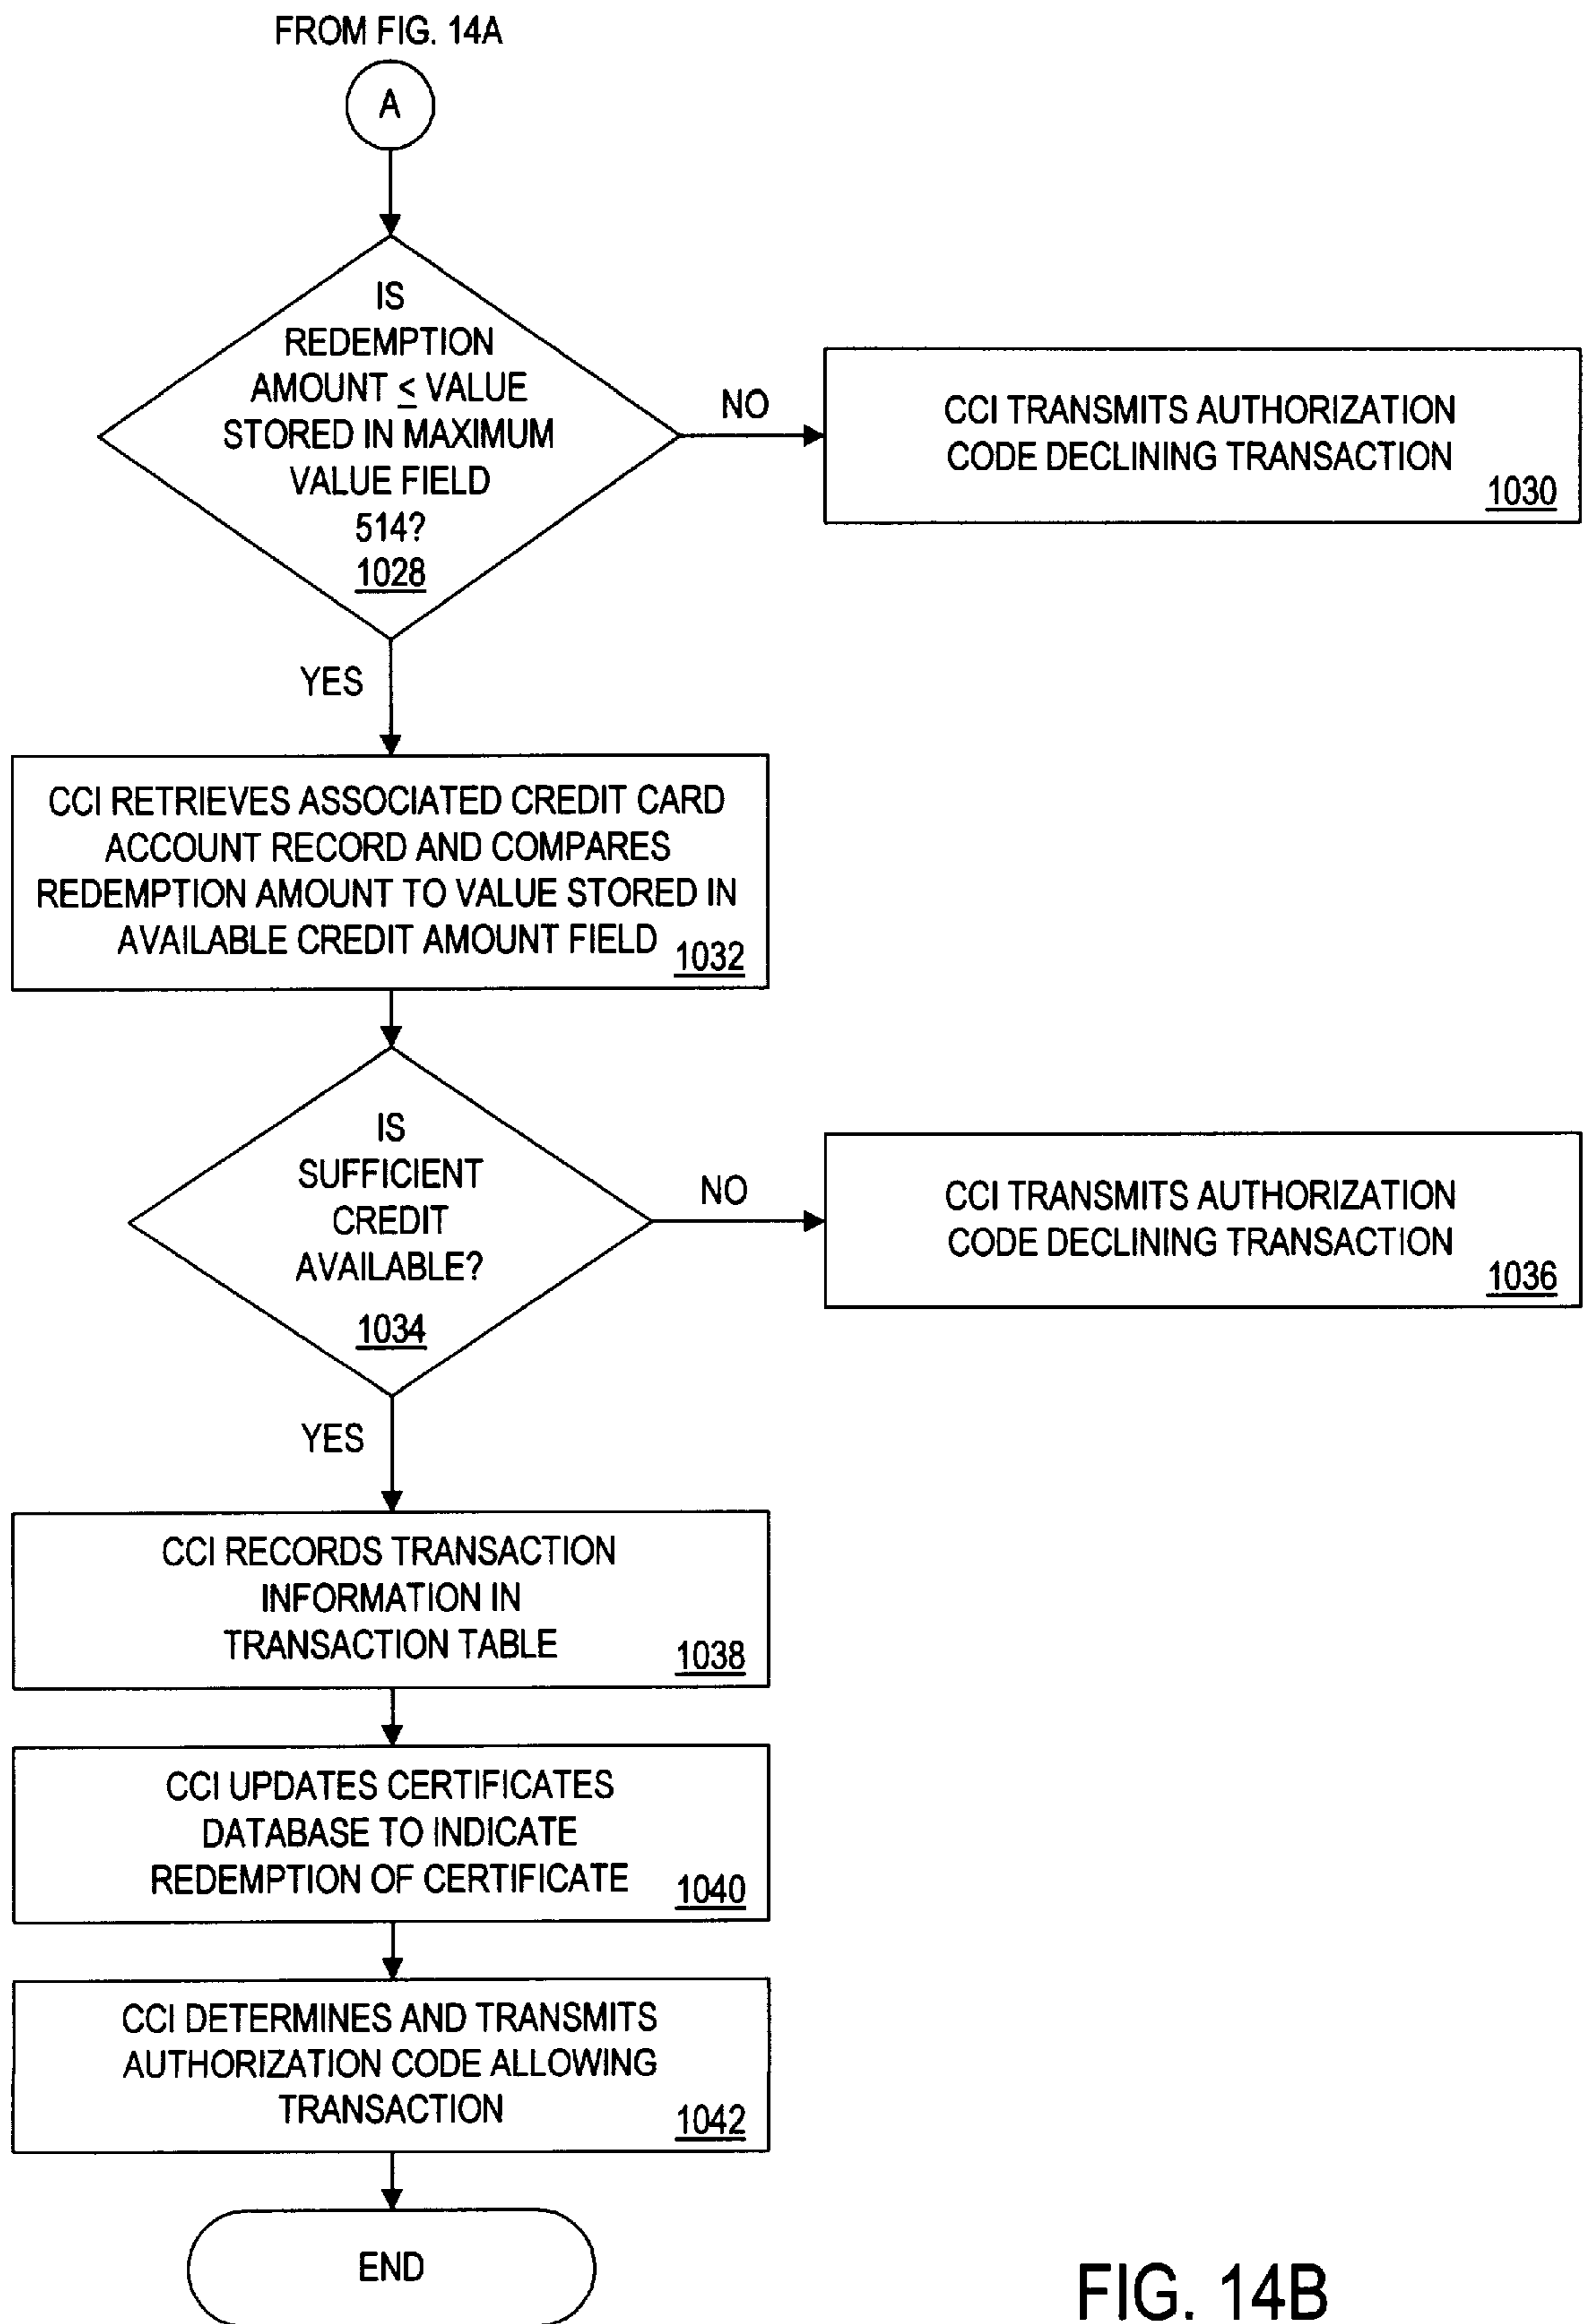 FROM FIG. 14A
A
IS
REDEMPTION
AMOUNT ≤ VALUE
STORED IN MAXIMUM
VALUE FIELD
514?
1028
NO
CCI TRANSMITS AUTHORIZATION
CODE DECLINING TRANSACTION
1030
YES
CCI RETRIEVES ASSOCIATED CREDIT CARD
ACCOUNT RECORD AND COMPARES
REDEMPTION AMOUNT TO VALUE STORED IN
AVAILABLE CREDIT AMOUNT FIELD
1032
IS
SUFFICIENT
CREDIT
AVAILABLE?
1034
NO
CCI TRANSMITS AUTHORIZATION
CODE DECLINING TRANSACTION
1036
YES
CCI RECORDS TRANSACTION
INFORMATION IN
TRANSACTION TABLE
1038
CCI UPDATES CERTIFICATES
DATABASE TO INDICATE
REDEMPTION OF CERTIFICATE
1040
CCI DETERMINES AND TRANSMITS
AUTHORIZATION CODE ALLOWING
TRANSACTION
1042
END
FIG. 14B